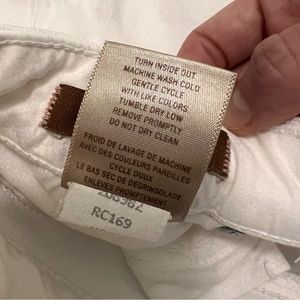 TURN INSIDE OUT
MACHINE WASH COLD
GENTLE CYCLE
WITH LIKE COLORS
TUMBLE DRY LOW
REMOVE PROMPTLY
DO NOT DRY CLEAN
FROID DE LAVAGE DE MACHINE
AVEC DES COULEURS PAREILLES
CYCLE DOUX
LE BAS SEC DE DEGRINGOLADE
ENLEVES PROMPTEMENT
RC169